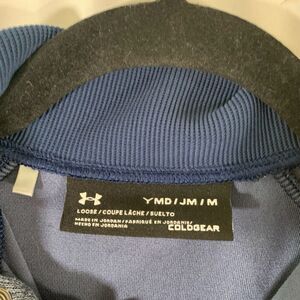 YMD / JM / M
LOOSE / COUPE LÂCHE / SUELTO
MADE IN JORDAN / FABRIQUÉ EN JORDANIE
HECHO EN JORDANIA
COLDGEAR